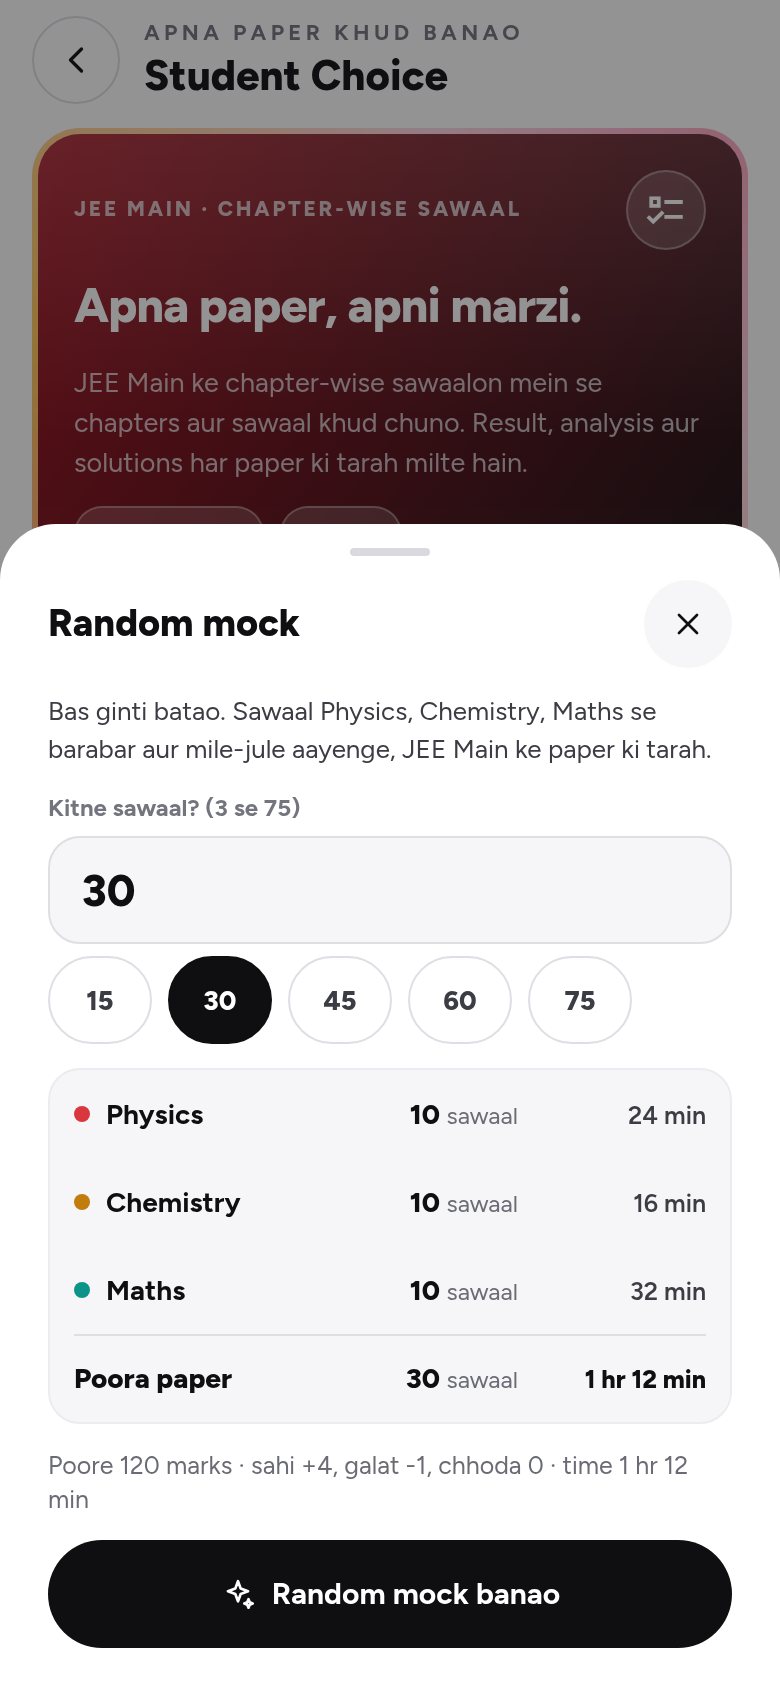 APNA PAPER KHUD BANAO
Student Choice
JEE MAIN · CHAPTER-WISE SAWAAL
Apna paper, apni marzi.
JEE Main ke chapter-wise sawaalon mein se
chapters aur sawaal khud chuno. Result, analysis aur
solutions har paper ki tarah milte hain.
Random mock
Bas ginti batao. Sawaal Physics, Chemistry, Maths se
barabar aur mile-jule aayenge, JEE Main ke paper ki tarah.
Kitne sawaal? (3 se 75)
30
15 30 45 60 75
Physics 10 sawaal 24 min
Chemistry 10 sawaal 16 min
Maths 10 sawaal 32 min
Poora paper 30 sawaal 1 hr 12 min
Poore 120 marks · sahi +4, galat -1, chhoda 0 · time 1 hr 12
min
Random mock banao